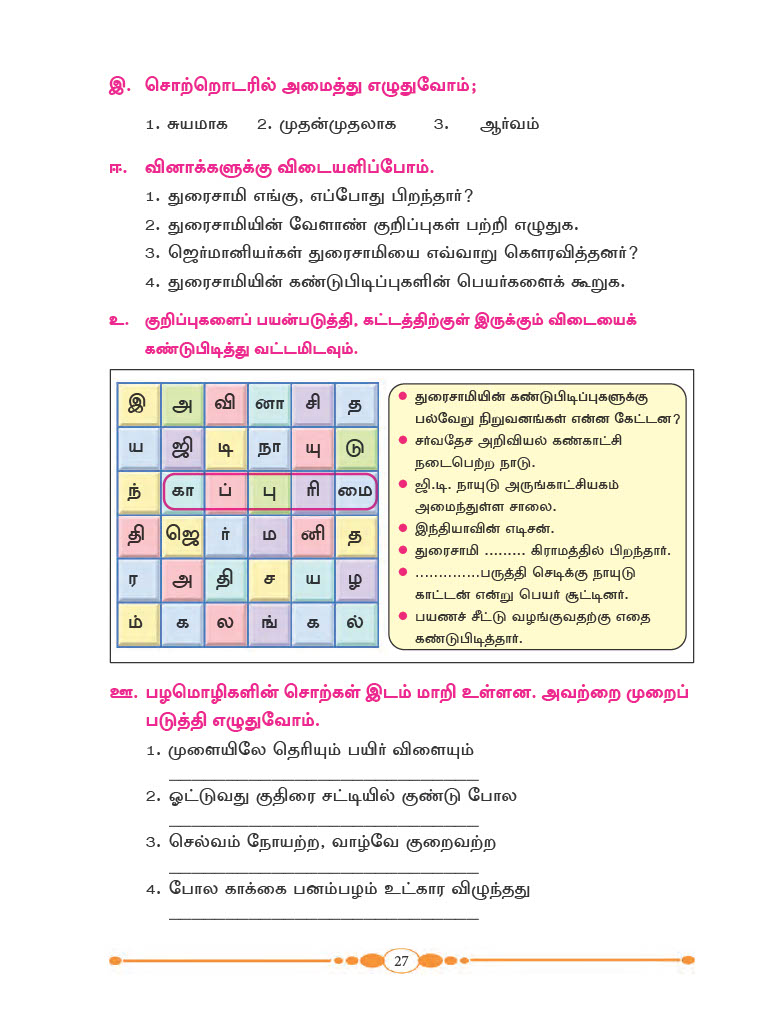 இ. சொற்றொடரில் அமைத்து எழுதுவோம்;
1. சுயமாக 2. முதன்முதலாக 3. ஆர்வம்
ஈ. வினாக்களுக்கு விடையளிப்போம்.
1. துரைசாமி எங்கு, எப்போது பிறந்தார்?
2. துரைசாமியின் வேளாண் குறிப்புகள் பற்றி எழுதுக.
3. ஜெர்மானியர்கள் துரைசாமியை எவ்வாறு கௌரவித்தனர்?
4. துரைசாமியின் கண்டுபிடிப்புகளின் பெயர்களைக் கூறுக.
உ. குறிப்புகளைப் பயன்படுத்தி, கட்டத்திற்குள் இருக்கும் விடையைக்
கண்டுபிடித்து வட்டமிடவும்.
இ அ வி னா சி த
ய ஜி டி நா யு டு
ந் கா ப் பு ரி மை
தி ஜெ ர் ம னி த
ர அ தி ச ய ழ
ம் க ல ங் க ல்
• துரைசாமியின் கண்டுபிடிப்புகளுக்கு
பல்வேறு நிறுவனங்கள் என்ன கேட்டன?
• சர்வதேச அறிவியல் கண்காட்சி
நடைபெற்ற நாடு.
• ஜி.டி. நாயுடு அருங்காட்சியகம்
அமைந்துள்ள சாலை.
• இந்தியாவின் எடிசன்.
• துரைசாமி ......... கிராமத்தில் பிறந்தார்.
• ..............பருத்தி செடிக்கு நாயுடு
காட்டன் என்று பெயர் சூட்டினர்.
• பயணச் சீட்டு வழங்குவதற்கு எதை
கண்டுபிடித்தார்.
ஊ. பழமொழிகளின் சொற்கள் இடம் மாறி உள்ளன. அவற்றை முறைப்
படுத்தி எழுதுவோம்.
1. முளையிலே தெரியும் பயிர் விளையும்
2. ஓட்டுவது குதிரை சட்டியில் குண்டு போல
3. செல்வம் நோயற்ற, வாழ்வே குறைவற்ற
4. போல காக்கை பனம்பழம் உட்கார விழுந்தது
27